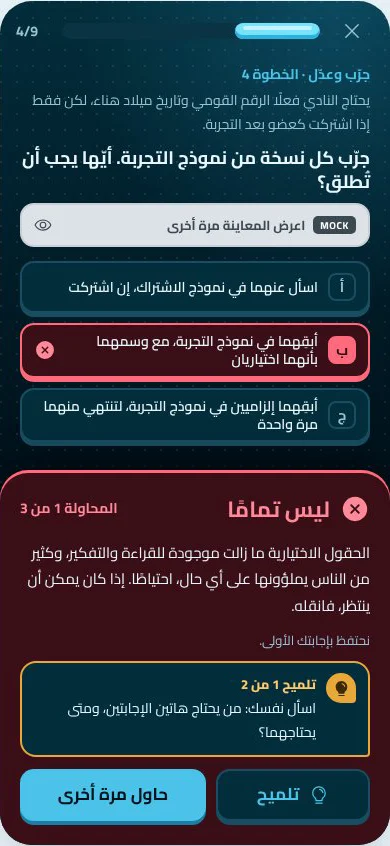 4/9
جرّب وعدّل · الخطوة 4
يحتاج النادي فعلًا الرقم القومي وتاريخ ميلاد هناء، لكن فقط
إذا اشتركت كعضو بعد التجربة.
جرّب كل نسخة من نموذج التجربة. أيّها يجب أن
تُطلق؟
MOCK اعرض المعاينة مرة أخرى
أ اسأل عنهما في نموذج الاشتراك، إن اشتركت
ب أبقِهما في نموذج التجربة، مع وسمهما
بأنهما اختياريان
ج أبقِهما إلزاميين في نموذج التجربة، لتنتهي منهما
مرة واحدة
ليس تمامًا
المحاولة 1 من 3
الحقول الاختيارية ما زالت موجودة للقراءة والتفكير، وكثير
من الناس يملؤونها على أي حال، احتياطًا. إذا كان يمكن أن
ينتظر، فانقله.
نحتفظ بإجابتك الأولى.
تلميح 1 من 2
اسأل نفسك: من يحتاج هاتين الإجابتين، ومتى
يحتاجهما؟
تلميح
حاول مرة أخرى